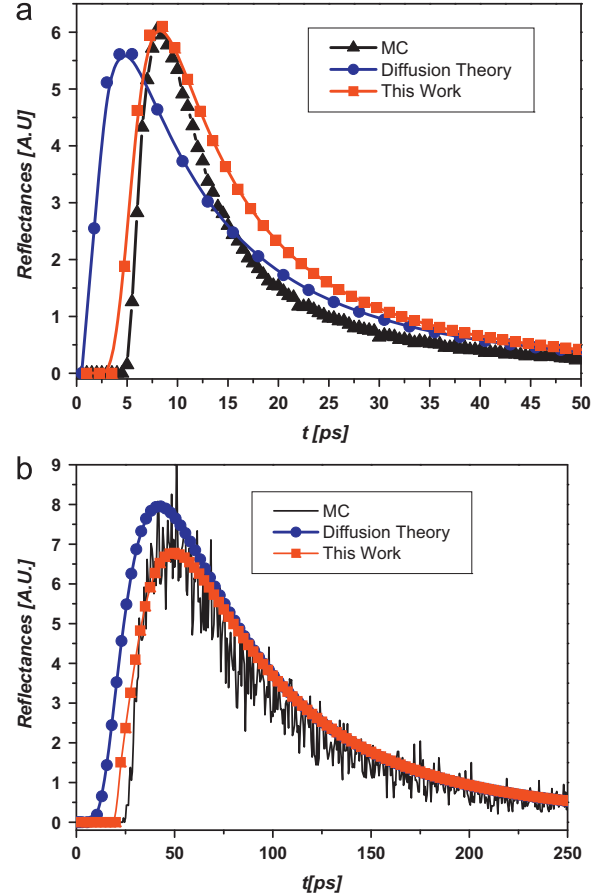 a
MC
Diffusion Theory
This Work
Reflectances [A.U]
6
5
4
3
2
1
0
0 5 10 15 20 25 30 35 40 45 50
t [ps]
b
MC
Diffusion Theory
This Work
Reflectances [A.U.]
9
8
7
6
5
4
3
2
1
0
0 50 100 150 200 250
t[ps]